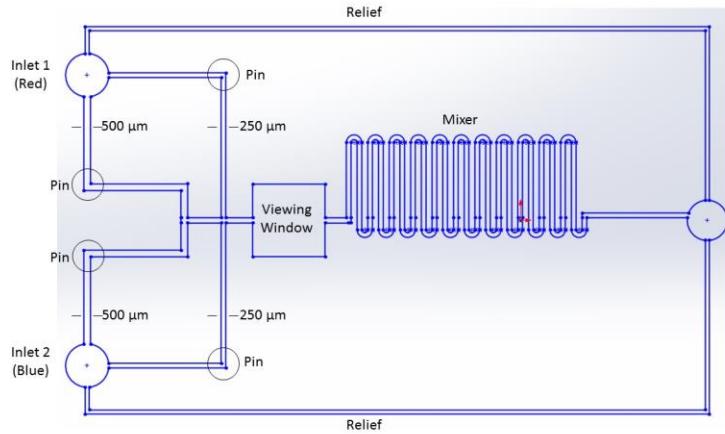 Relief
Inlet 1
(Red)
Pin
500 µm
250 µm
Mixer
Pin
Viewing
Window
Pin
500 µm
250 µm
Inlet 2
(Blue)
Pin
Relief